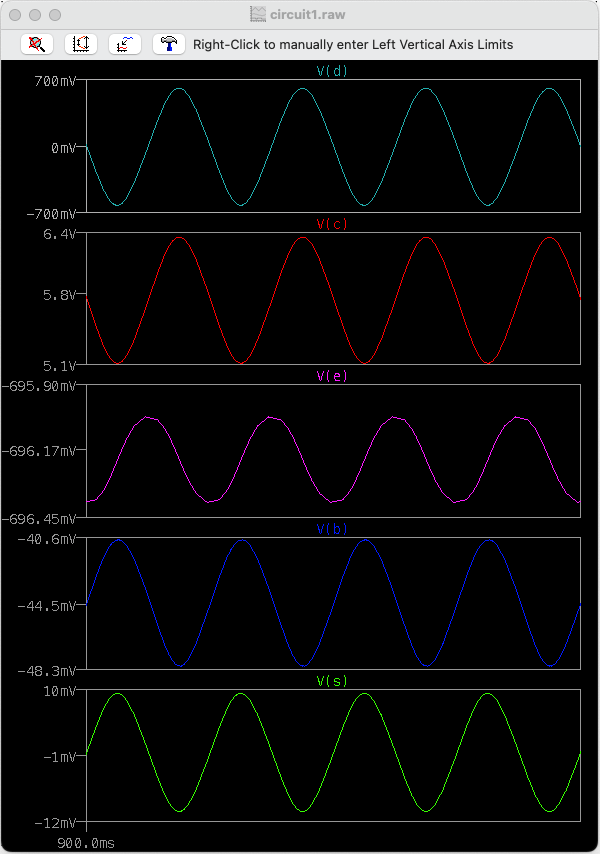 circuit1.raw
Right-Click to manually enter Left Vertical Axis Limits
V(d)
700mV
0mV
-700mV
V(c)
6.4V
5.8V
5.1V
V(e)
-695.90mV
-696.17mV
-696.45mV
V(b)
-40.6mV
-44.5mV
-48.3mV
V(s)
10mV
-1mV
-12mV
900.0ms